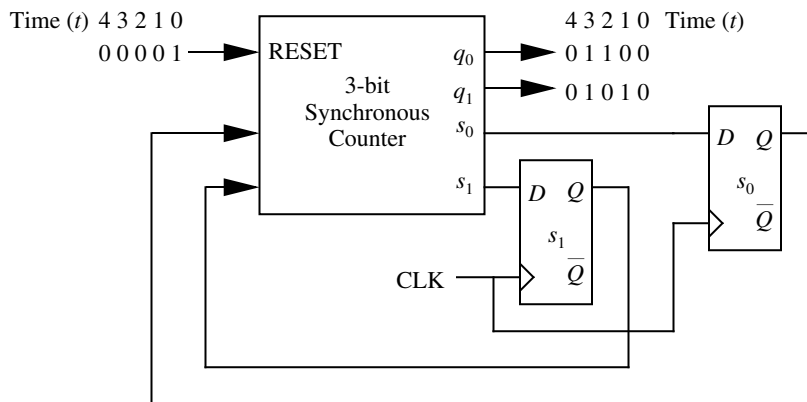 Time (t) 4 3 2 1 0
0 0 0 0 1
RESET
3-bit
Synchronous
Counter
q0
q1
s0
s1
4 3 2 1 0 Time (t)
0 1 1 0 0
0 1 0 1 0
D Q
s0
Q̅
D Q
s1
Q̅
CLK